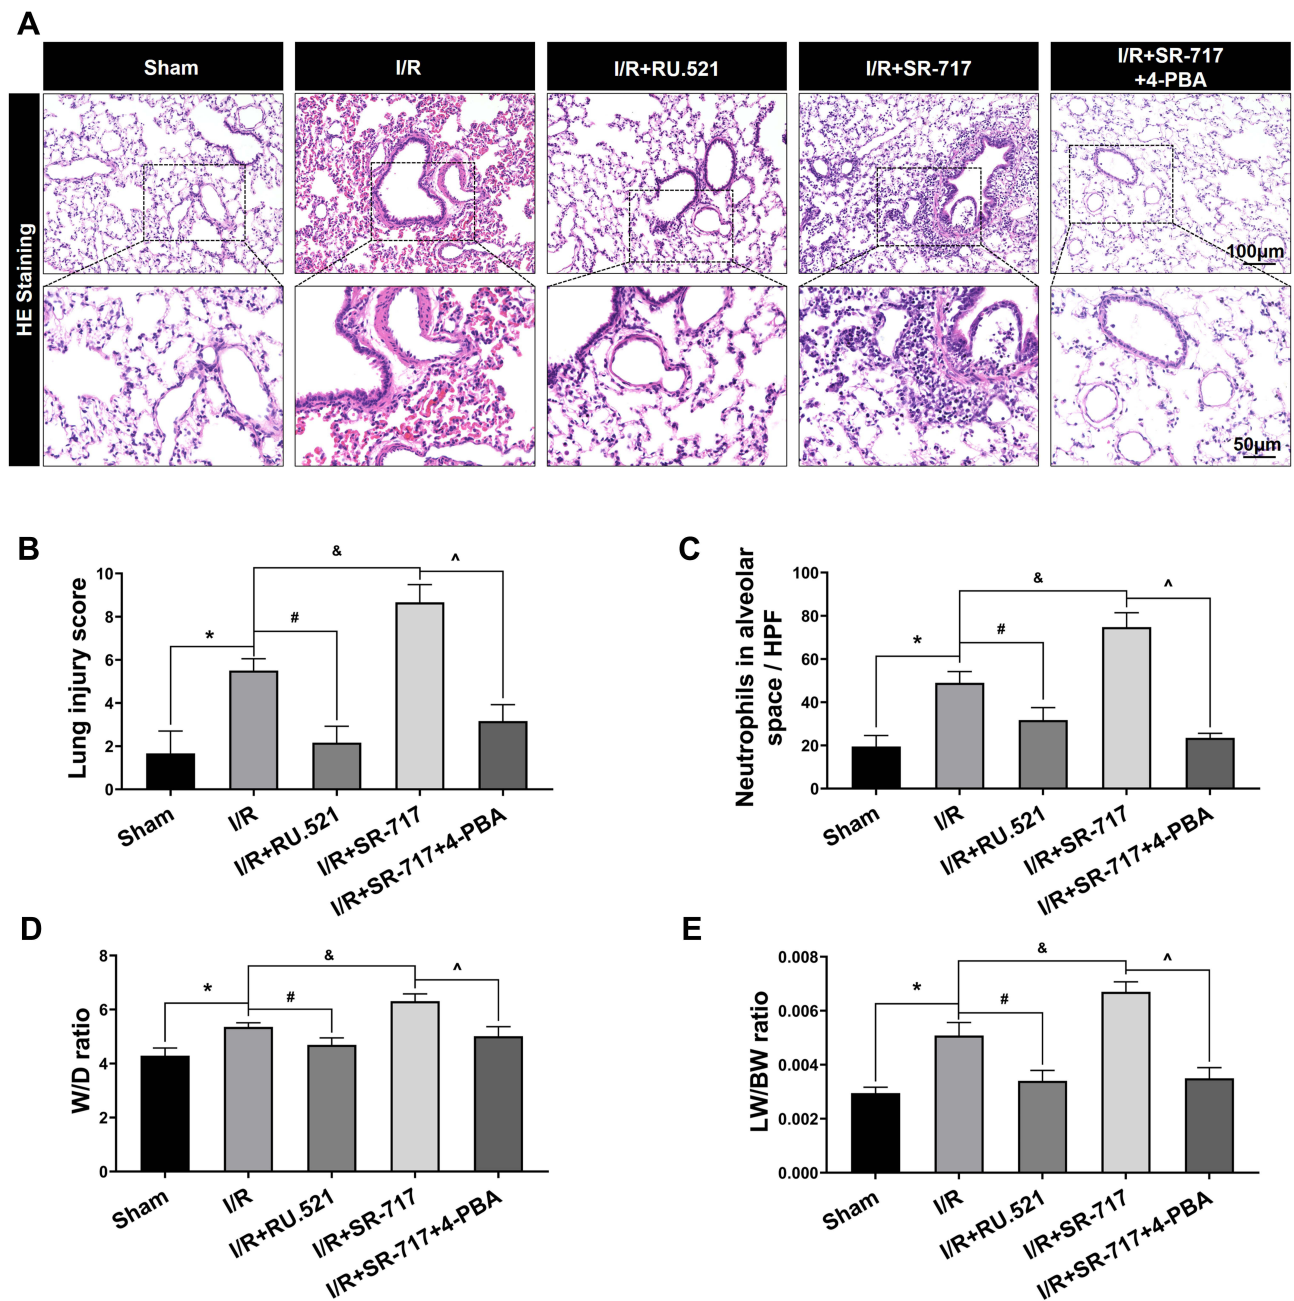 A
Sham
I/R
I/R+RU.521
I/R+SR-717
I/R+SR-717
+4-PBA
HE Staining
100μm
50μm
B
Lung injury score
10
8
6
4
2
0
*
#
&
^
Sham
I/R
I/R+RU.521
I/R+SR-717
I/R+SR-717+4-PBA
C
Neutrophils in alveolar
space / HPF
100
80
60
40
20
0
*
#
&
^
Sham
I/R
I/R+RU.521
I/R+SR-717
I/R+SR-717+4-PBA
D
W/D ratio
8
6
4
2
0
*
#
&
^
Sham
I/R
I/R+RU.521
I/R+SR-717
I/R+SR-717+4-PBA
E
LW/BW ratio
0.008
0.006
0.004
0.002
0.000
*
#
&
^
Sham
I/R
I/R+RU.521
I/R+SR-717
I/R+SR-717+4-PBA